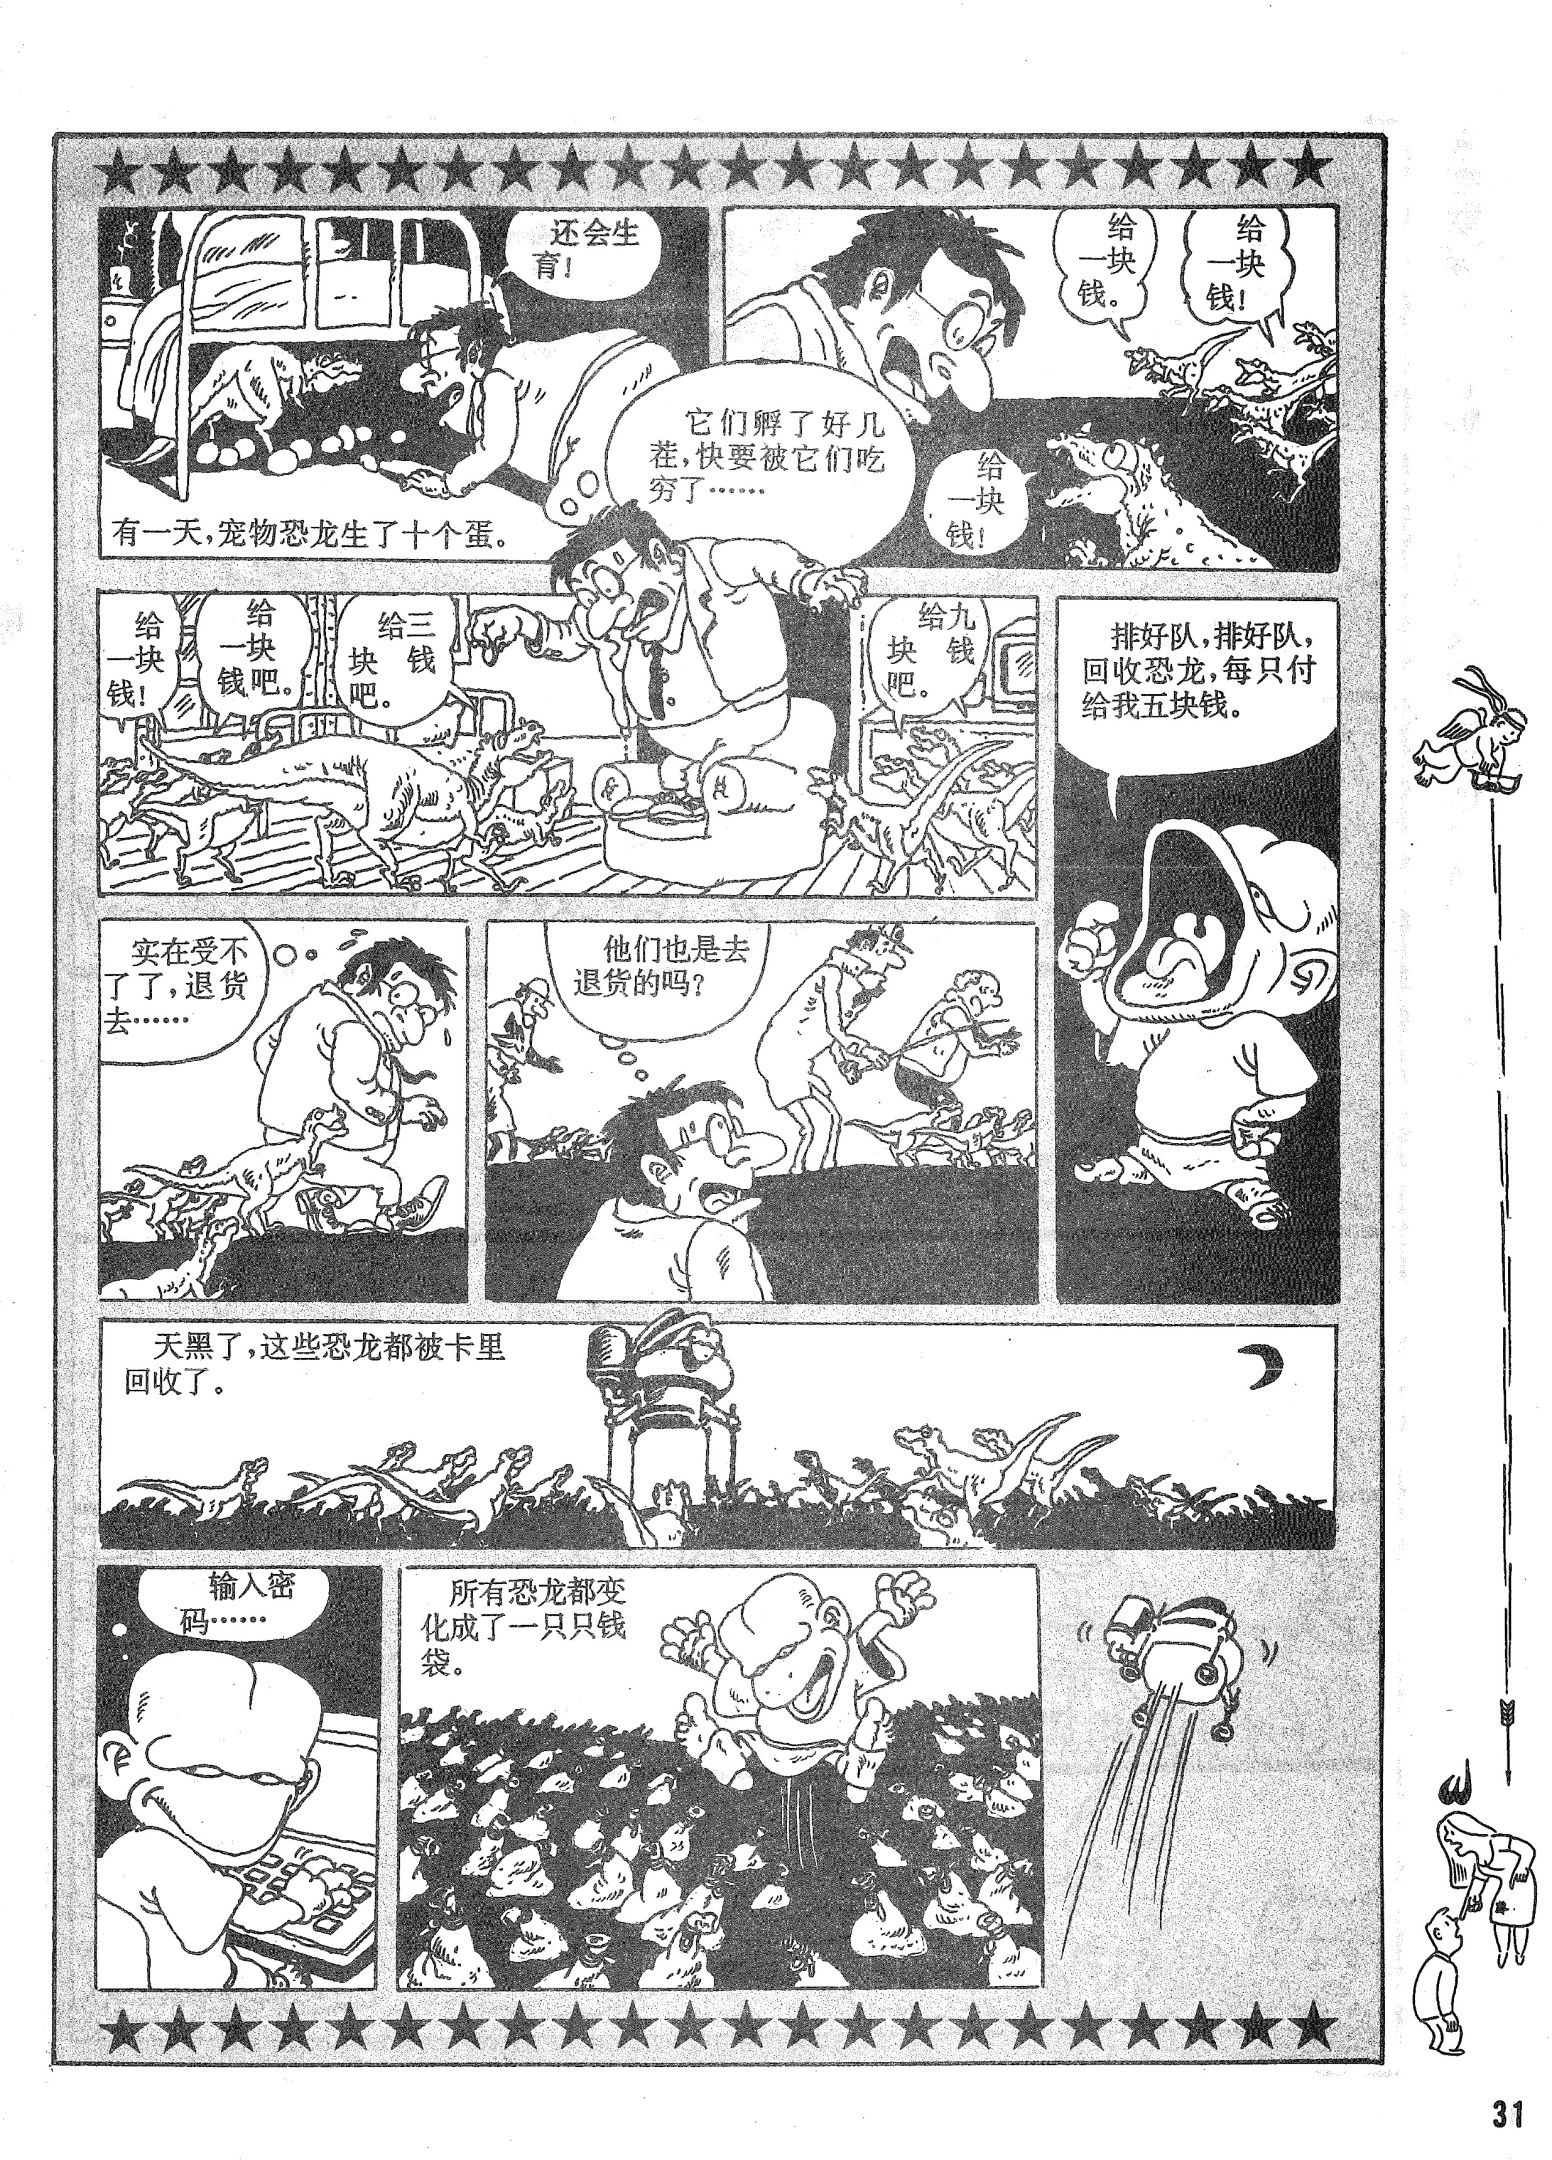 还会生
育！
有一天，宠物恐龙生了十个蛋。
给
一块
钱。
给
一块
钱！
给
一块
钱！
它们孵了好几
茬，快要被它们吃
穷了……
给
一块
钱！
给
一块
钱吧。
给三
块钱
吧。
给九
块钱
吧。
排好队，排好队，
回收恐龙，每只付
给我五块钱。
实在受不
了了，退货
去……
他们也是去
退货的吗？
天黑了，这些恐龙都被卡里
回收了。
输入密
码……
所有恐龙都变
化成了一只只钱
袋。
31